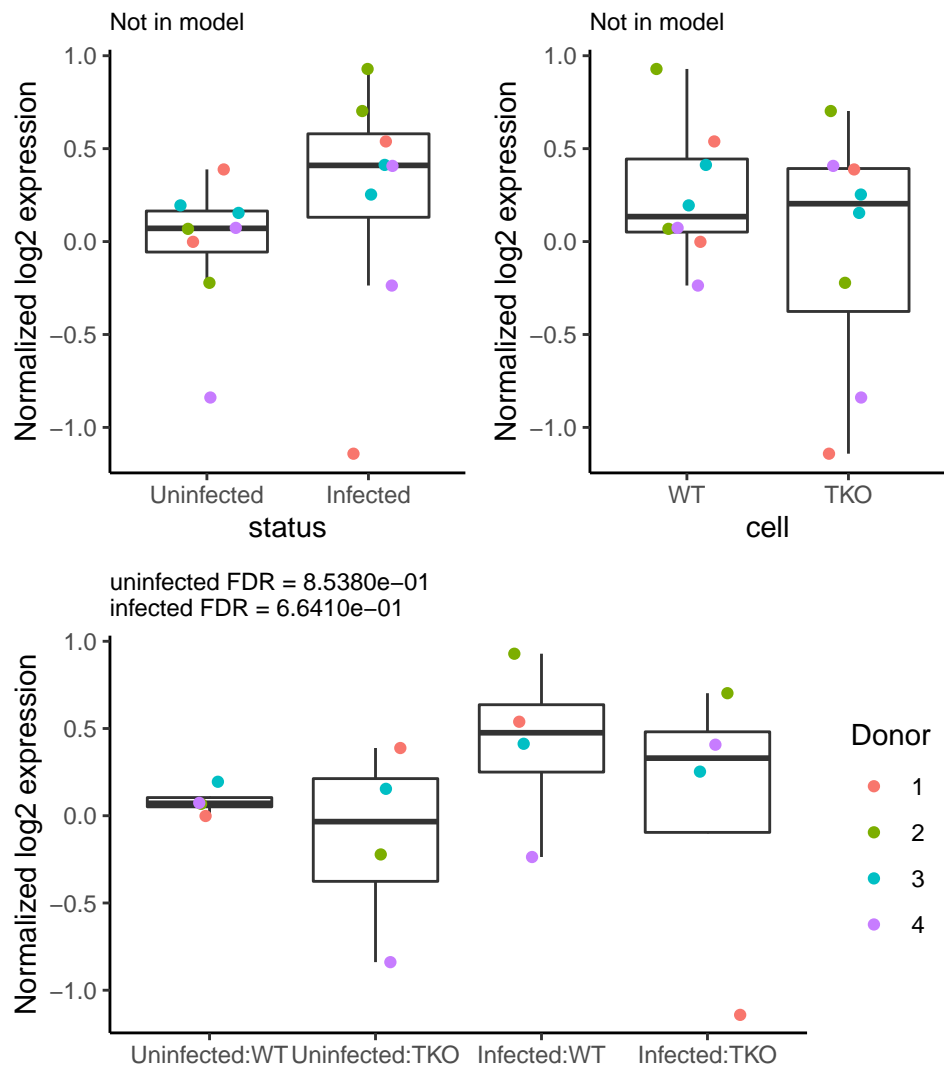 Not in model
Normalized log2 expression
1.0
0.5
0.0
−0.5
−1.0
Uninfected
Infected
status
Not in model
Normalized log2 expression
1.0
0.5
0.0
−0.5
−1.0
WT
TKO
cell
uninfected FDR = 8.5380e−01
infected FDR = 6.6410e−01
Normalized log2 expression
1.0
0.5
0.0
−0.5
−1.0
Uninfected:WT
Uninfected:TKO
Infected:WT
Infected:TKO
Donor
1
2
3
4